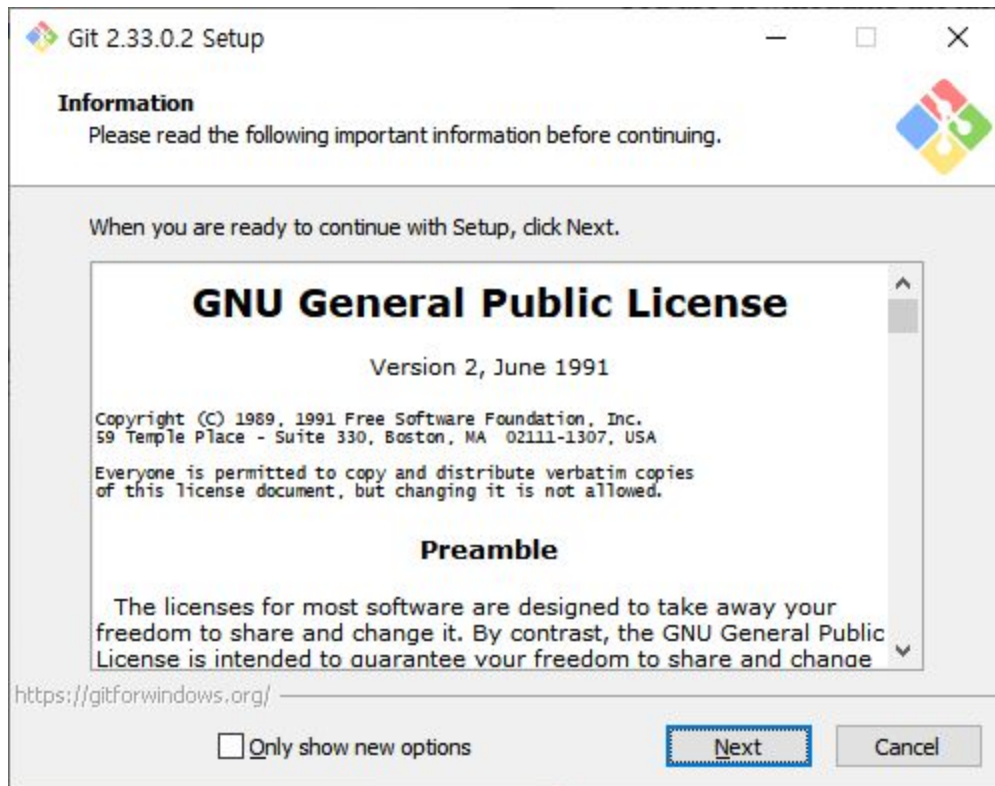 Git 2.33.0.2 Setup
Information
Please read the following important information before continuing.
When you are ready to continue with Setup, click Next.
GNU General Public License
Version 2, June 1991
Copyright (C) 1989, 1991 Free Software Foundation, Inc.
59 Temple Place - Suite 330, Boston, MA  02111-1307, USA
Everyone is permitted to copy and distribute verbatim copies
of this license document, but changing it is not allowed.
Preamble
The licenses for most software are designed to take away your
freedom to share and change it. By contrast, the GNU General Public
License is intended to guarantee your freedom to share and change
https://gitforwindows.org/
Only show new options
Next
Cancel